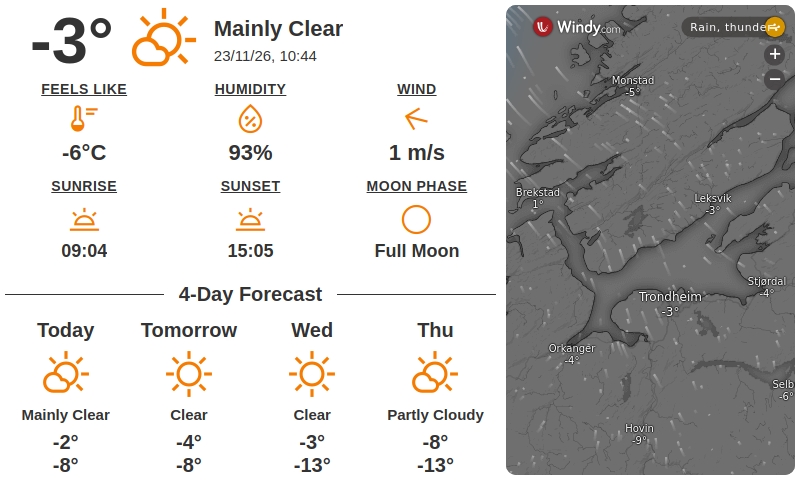 -3°
Mainly Clear
23/11/26, 10:44
FEELS LIKE
HUMIDITY
WIND
-6°C
93%
1 m/s
SUNRISE
SUNSET
MOON PHASE
09:04
15:05
Full Moon
4-Day Forecast
Today
Tomorrow
Wed
Thu
Mainly Clear
Clear
Clear
Partly Cloudy
-2°
-4°
-3°
-8°
-8°
-8°
-13°
-13°
Windy.com
Rain, thunde
+
−
Monstad
-5°
Brekstad
1°
Leksvik
-3°
Stjørdal
-4°
Trondheim
-3°
Orkanger
-4°
Selb
-6°
Hovin
-9°